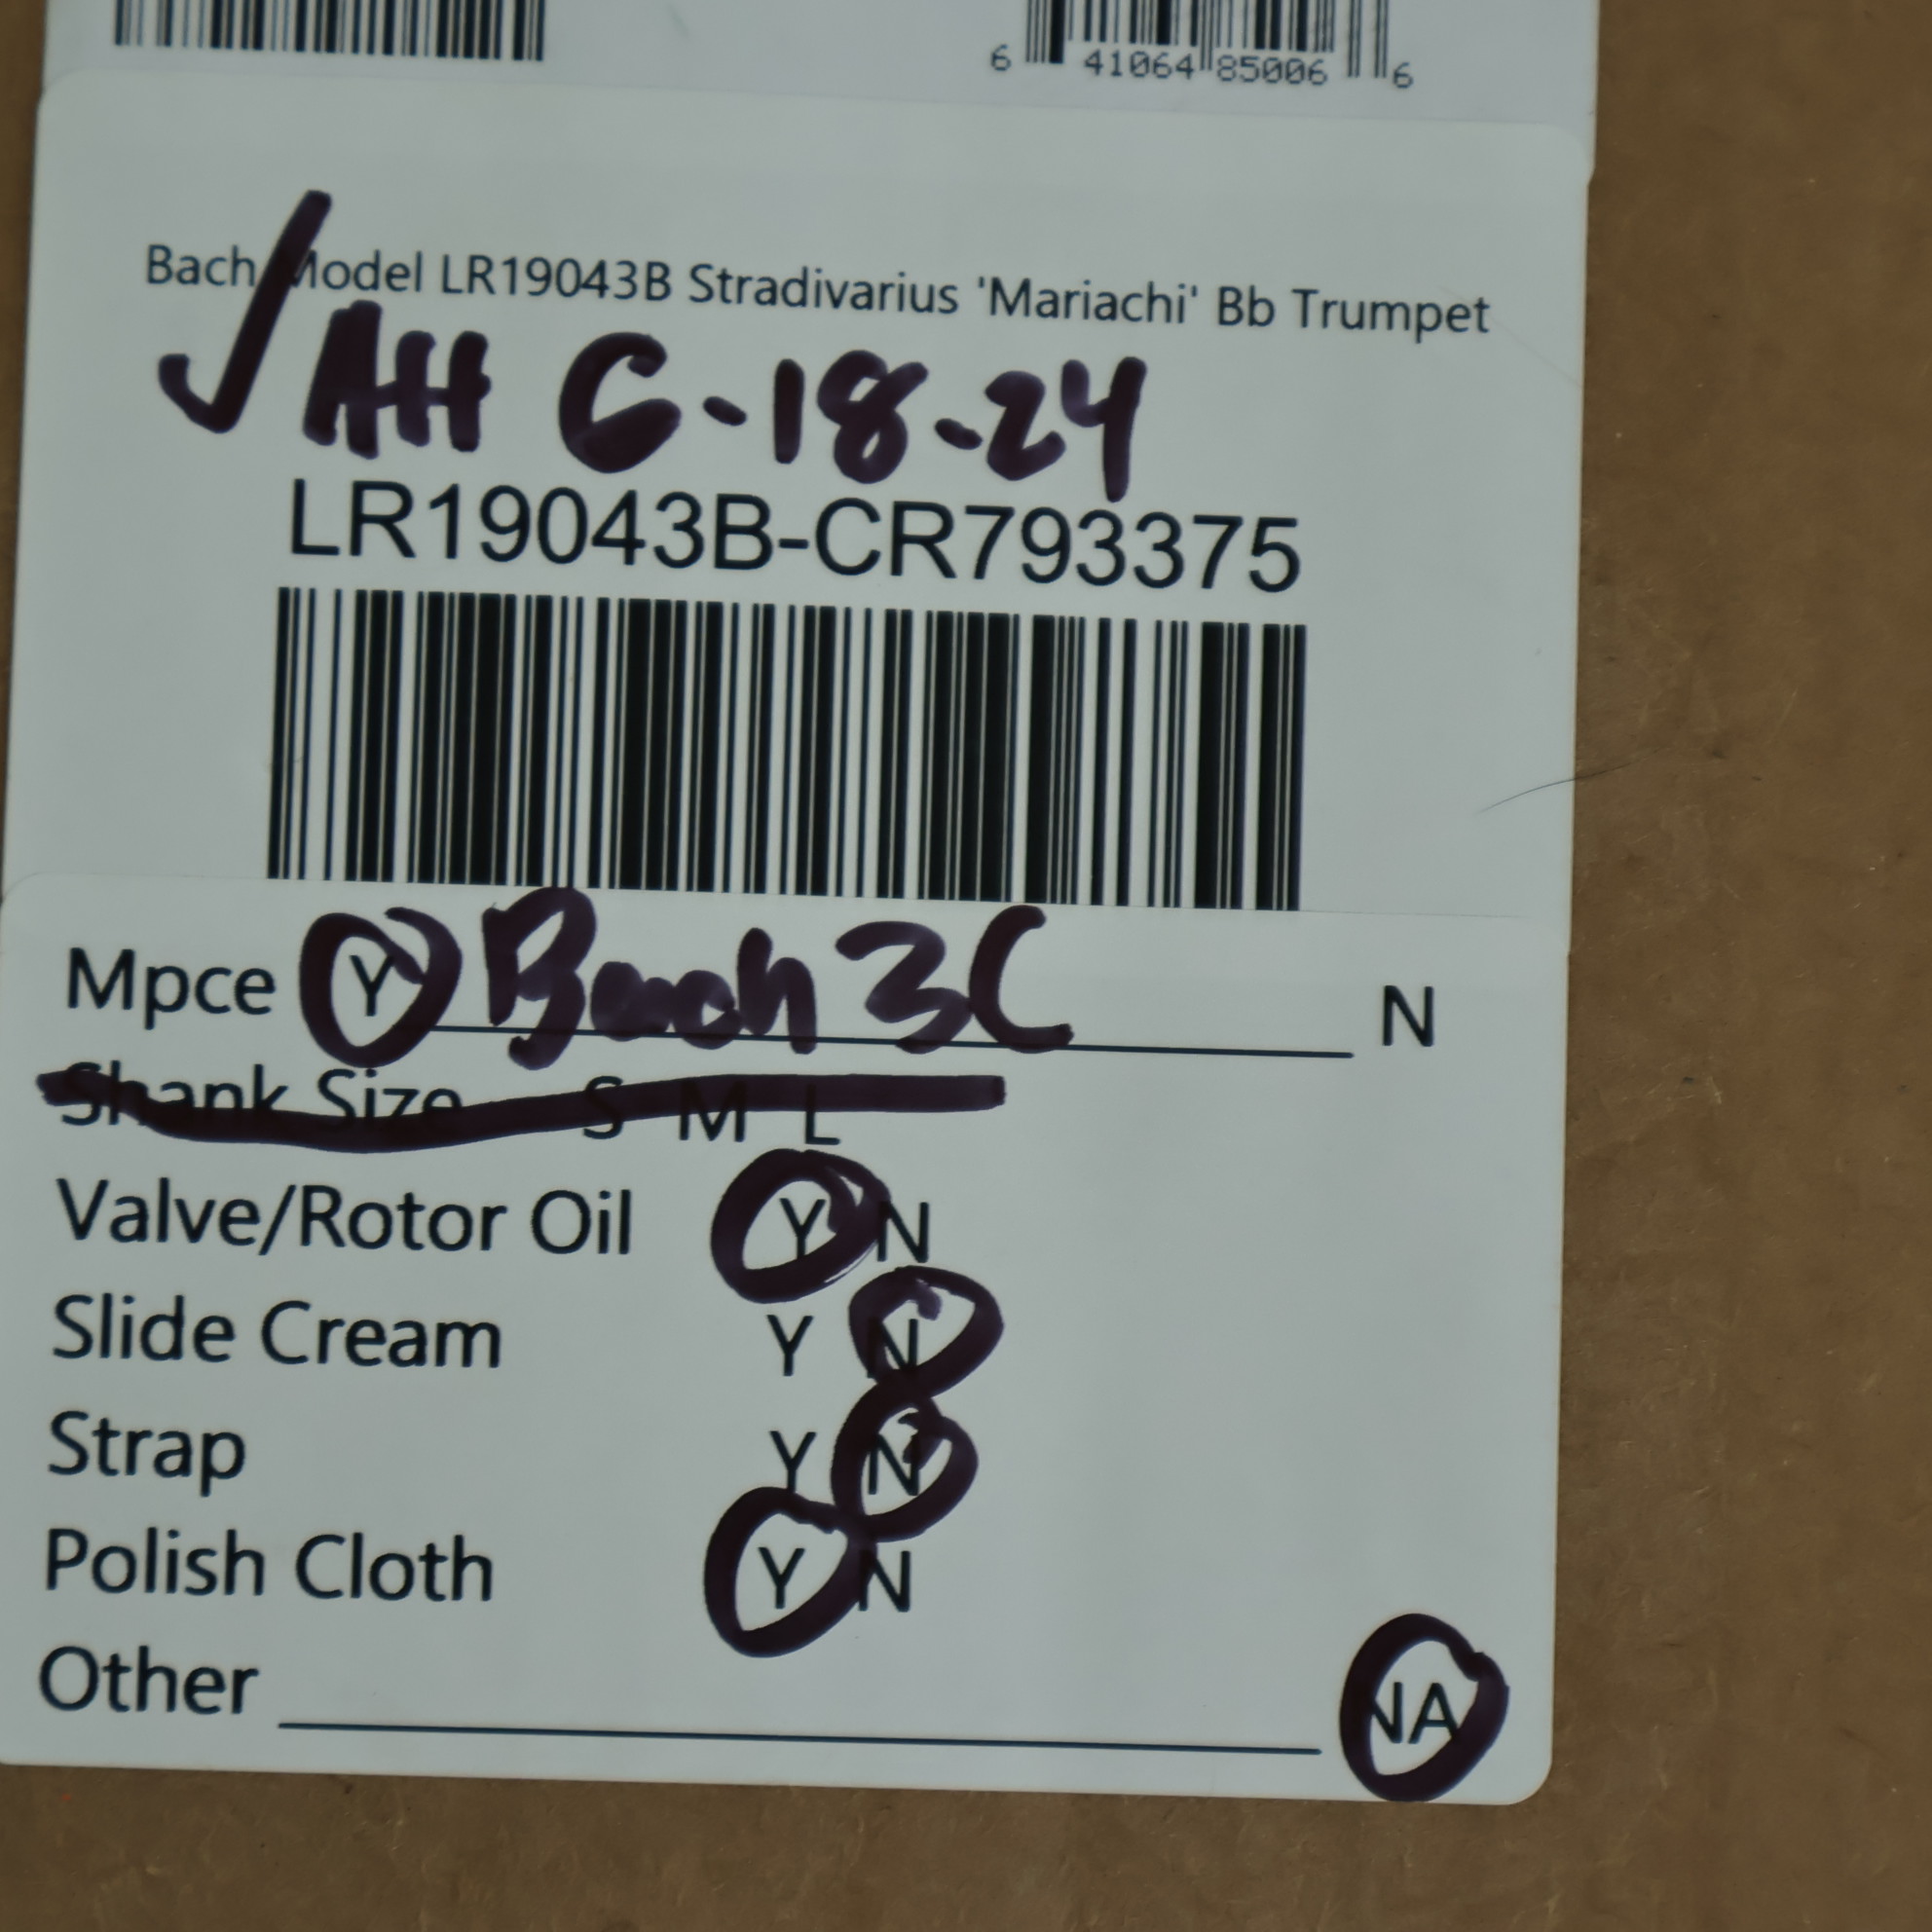 6 41064 85006 6
Bach Model LR19043B Stradivarius 'Mariachi' Bb Trumpet
✓ AH 6-18-24
LR19043B-CR793375
Mpce Y Bach 3C N
Shank Size S M L
Valve/Rotor Oil Y N
Slide Cream Y N
Strap Y N
Polish Cloth Y N
Other NA